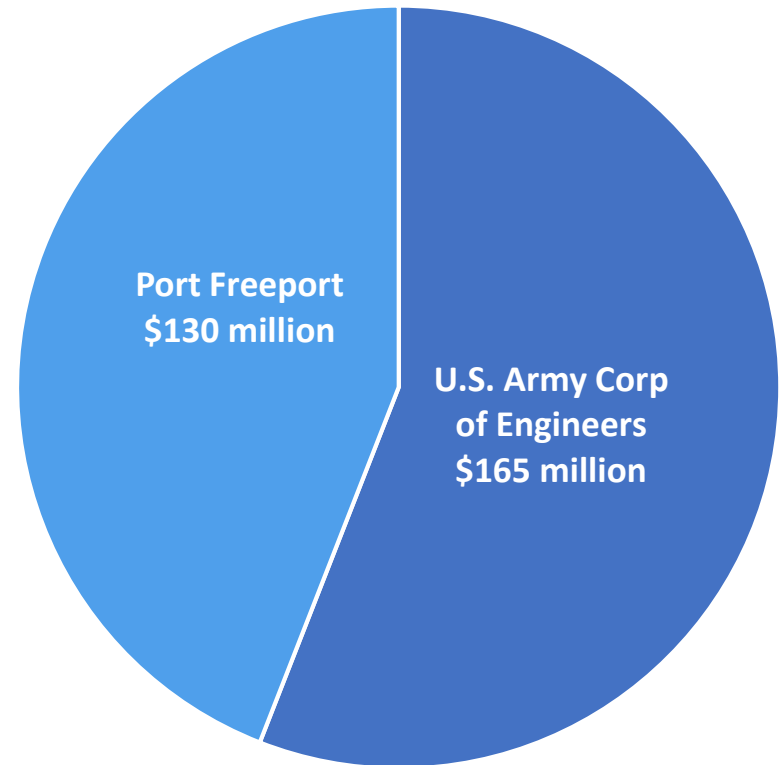 Port Freeport
$130 million
U.S. Army Corp
of Engineers
$165 million